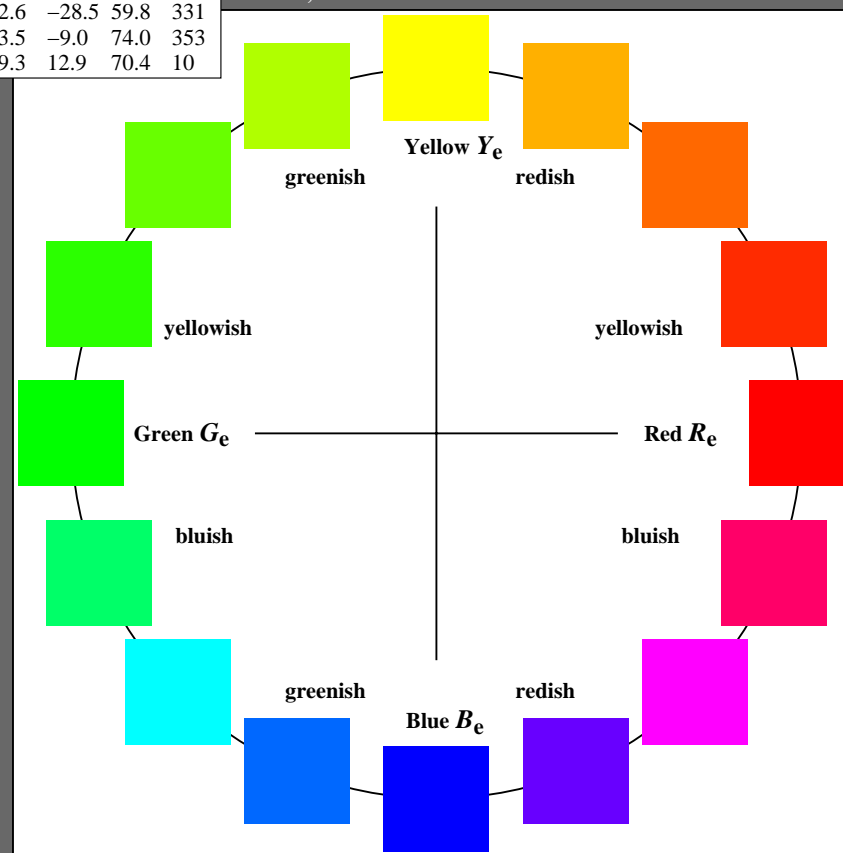 2.6 −28.5 59.8 331
3.5 −9.0 74.0 353
9.3 12.9 70.4 10
Yellow Yₑ
greenish redish
yellowish yellowish
Green Gₑ Red Rₑ
bluish bluish
greenish redish
Blue Bₑ